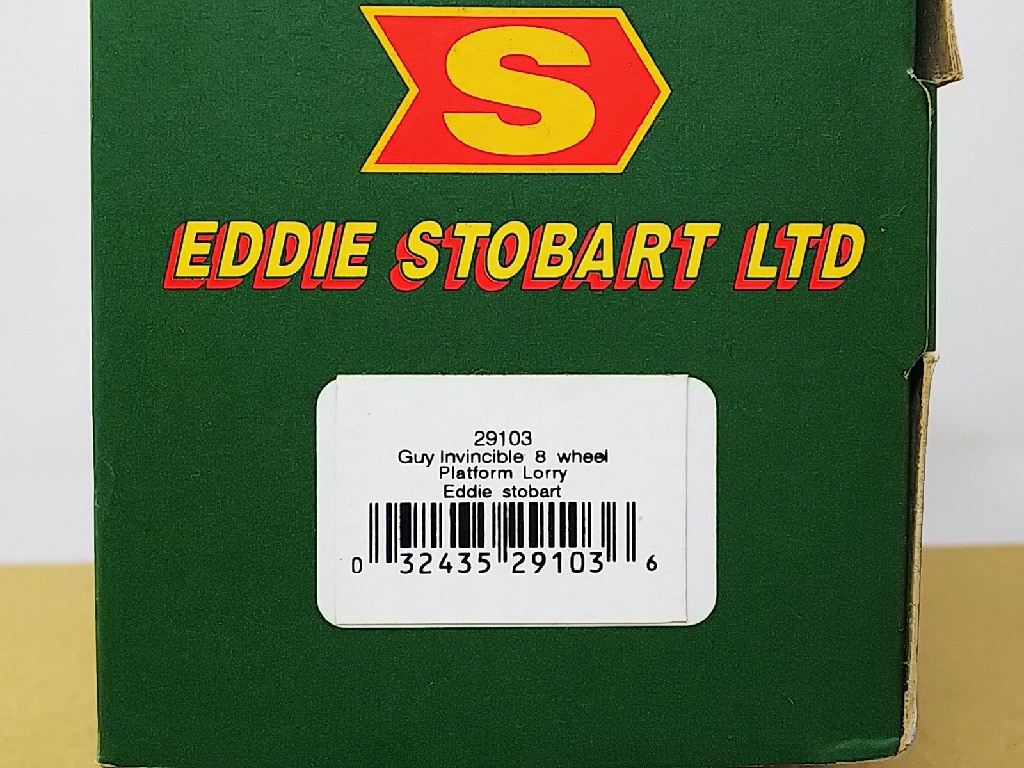 S
EDDIE STOBART LTD
29103
Guy Invincible 8 wheel
Platform Lorry
Eddie stobart
0 32435 29103 6